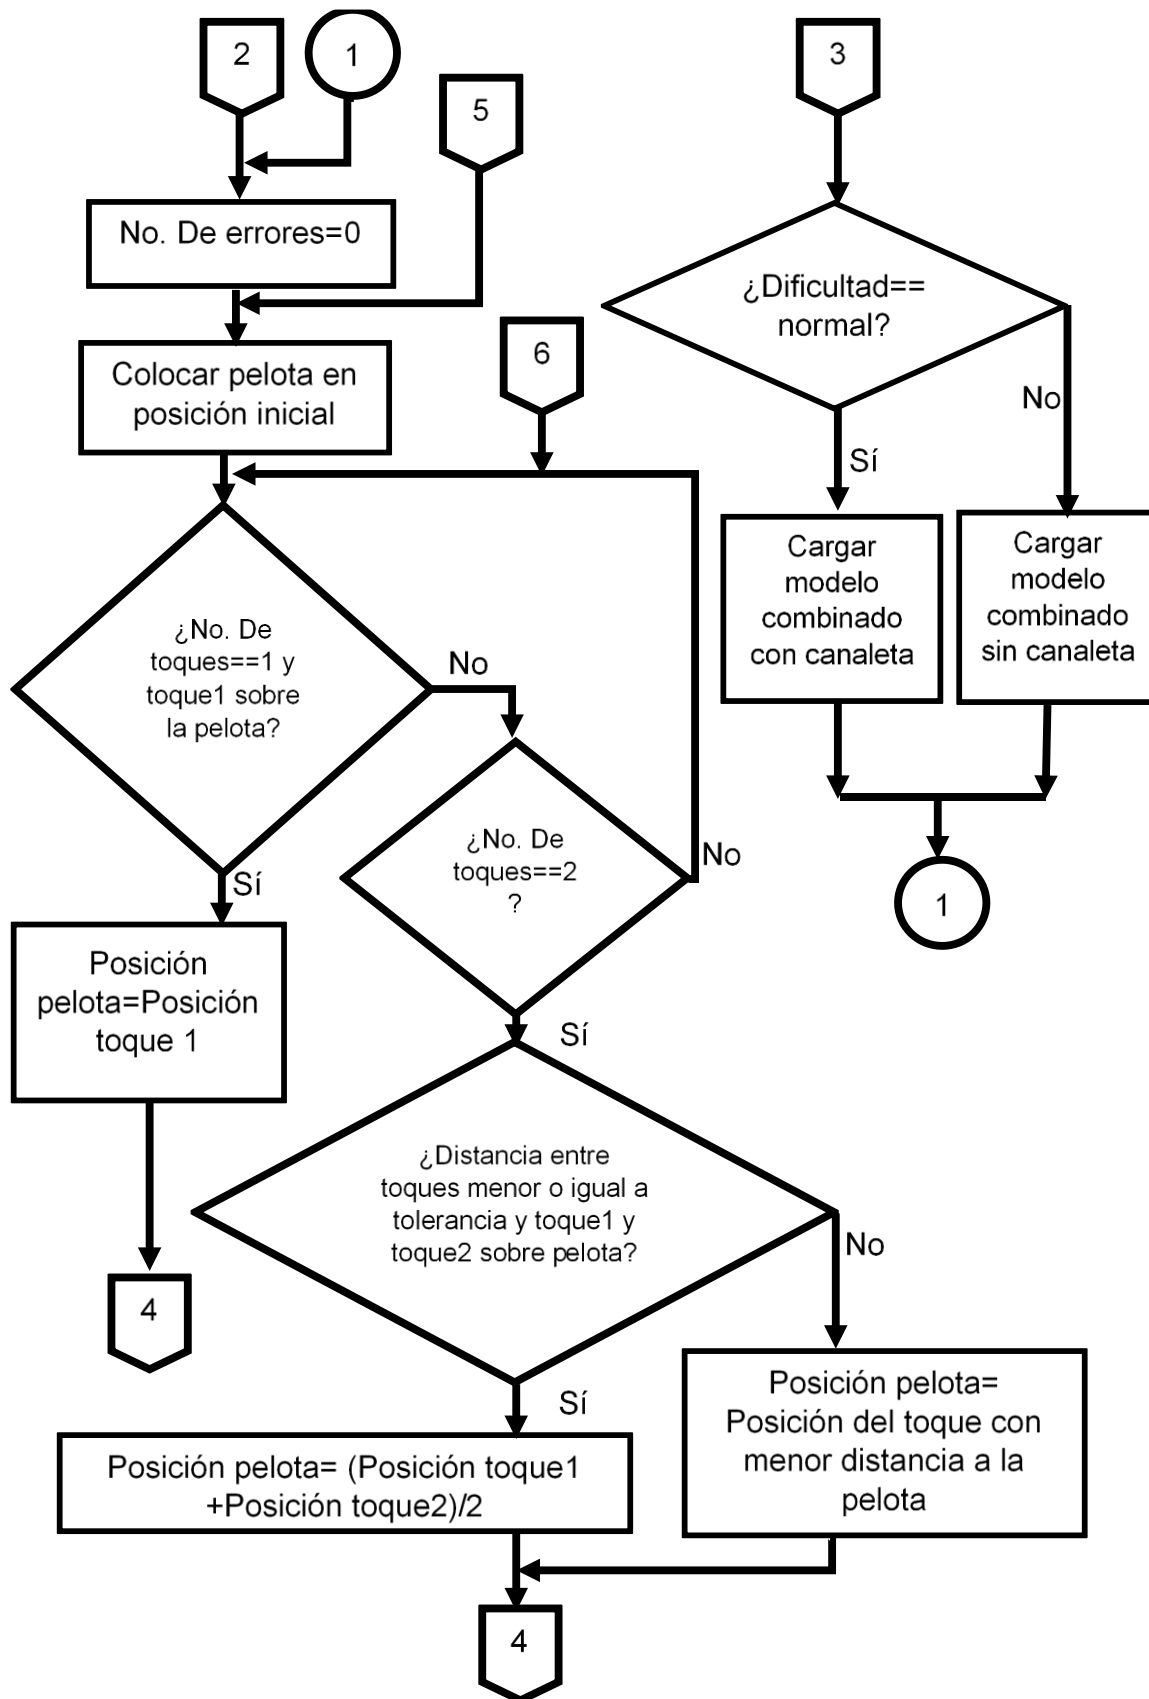 2
1
5
No. De errores=0
Colocar pelota en
posición inicial
6
¿No. De
toques==1 y
toque1 sobre
la pelota?
No
Sí
¿No. De
toques==2
?
No
Sí
Posición
pelota=Posición
toque 1
4
¿Distancia entre
toques menor o igual a
tolerancia y toque1 y
toque2 sobre pelota?
No
Sí
Posición pelota= (Posición toque1
+Posición toque2)/2
Posición pelota=
Posición del toque con
menor distancia a la
pelota
4
3
¿Dificultad==
normal?
No
Sí
Cargar
modelo
combinado
con canaleta
Cargar
modelo
combinado
sin canaleta
1